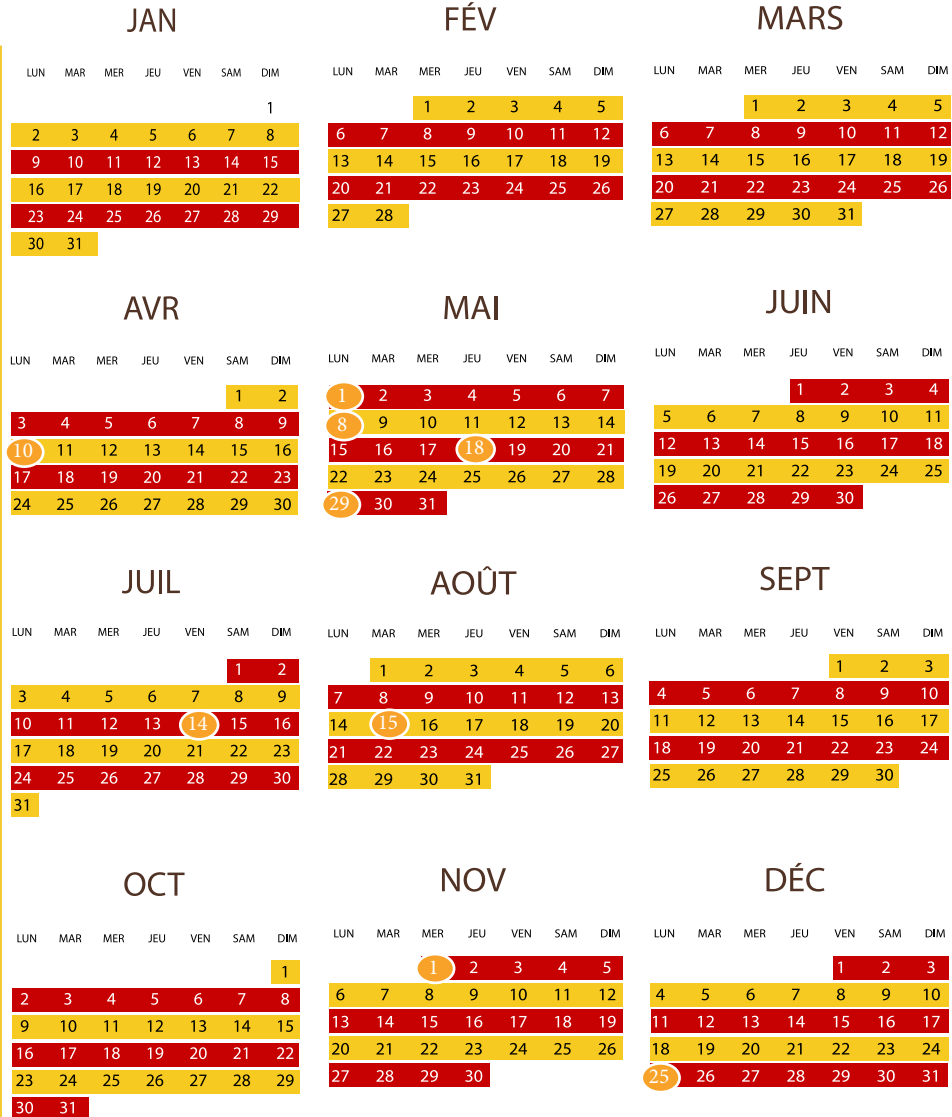 JAN
LUN MAR MER JEU VEN SAM DIM
1
2 3 4 5 6 7 8
9 10 11 12 13 14 15
16 17 18 19 20 21 22
23 24 25 26 27 28 29
30 31
FÉV
LUN MAR MER JEU VEN SAM DIM
1 2 3 4 5
6 7 8 9 10 11 12
13 14 15 16 17 18 19
20 21 22 23 24 25 26
27 28
MARS
LUN MAR MER JEU VEN SAM DIM
1 2 3 4 5
6 7 8 9 10 11 12
13 14 15 16 17 18 19
20 21 22 23 24 25 26
27 28 29 30 31
AVR
LUN MAR MER JEU VEN SAM DIM
1 2
3 4 5 6 7 8 9
10 11 12 13 14 15 16
17 18 19 20 21 22 23
24 25 26 27 28 29 30
MAI
LUN MAR MER JEU VEN SAM DIM
1 2 3 4 5 6 7
8 9 10 11 12 13 14
15 16 17 18 19 20 21
22 23 24 25 26 27 28
29 30 31
JUIN
LUN MAR MER JEU VEN SAM DIM
1 2 3 4
5 6 7 8 9 10 11
12 13 14 15 16 17 18
19 20 21 22 23 24 25
26 27 28 29 30
JUIL
LUN MAR MER JEU VEN SAM DIM
1 2
3 4 5 6 7 8 9
10 11 12 13 14 15 16
17 18 19 20 21 22 23
24 25 26 27 28 29 30
31
AOÛT
LUN MAR MER JEU VEN SAM DIM
1 2 3 4 5 6
7 8 9 10 11 12 13
14 15 16 17 18 19 20
21 22 23 24 25 26 27
28 29 30 31
SEPT
LUN MAR MER JEU VEN SAM DIM
1 2 3
4 5 6 7 8 9 10
11 12 13 14 15 16 17
18 19 20 21 22 23 24
25 26 27 28 29 30
OCT
LUN MAR MER JEU VEN SAM DIM
1
2 3 4 5 6 7 8
9 10 11 12 13 14 15
16 17 18 19 20 21 22
23 24 25 26 27 28 29
30 31
NOV
LUN MAR MER JEU VEN SAM DIM
1 2 3 4 5
6 7 8 9 10 11 12
13 14 15 16 17 18 19
20 21 22 23 24 25 26
27 28 29 30
DÉC
LUN MAR MER JEU VEN SAM DIM
1 2 3
4 5 6 7 8 9 10
11 12 13 14 15 16 17
18 19 20 21 22 23 24
25 26 27 28 29 30 31